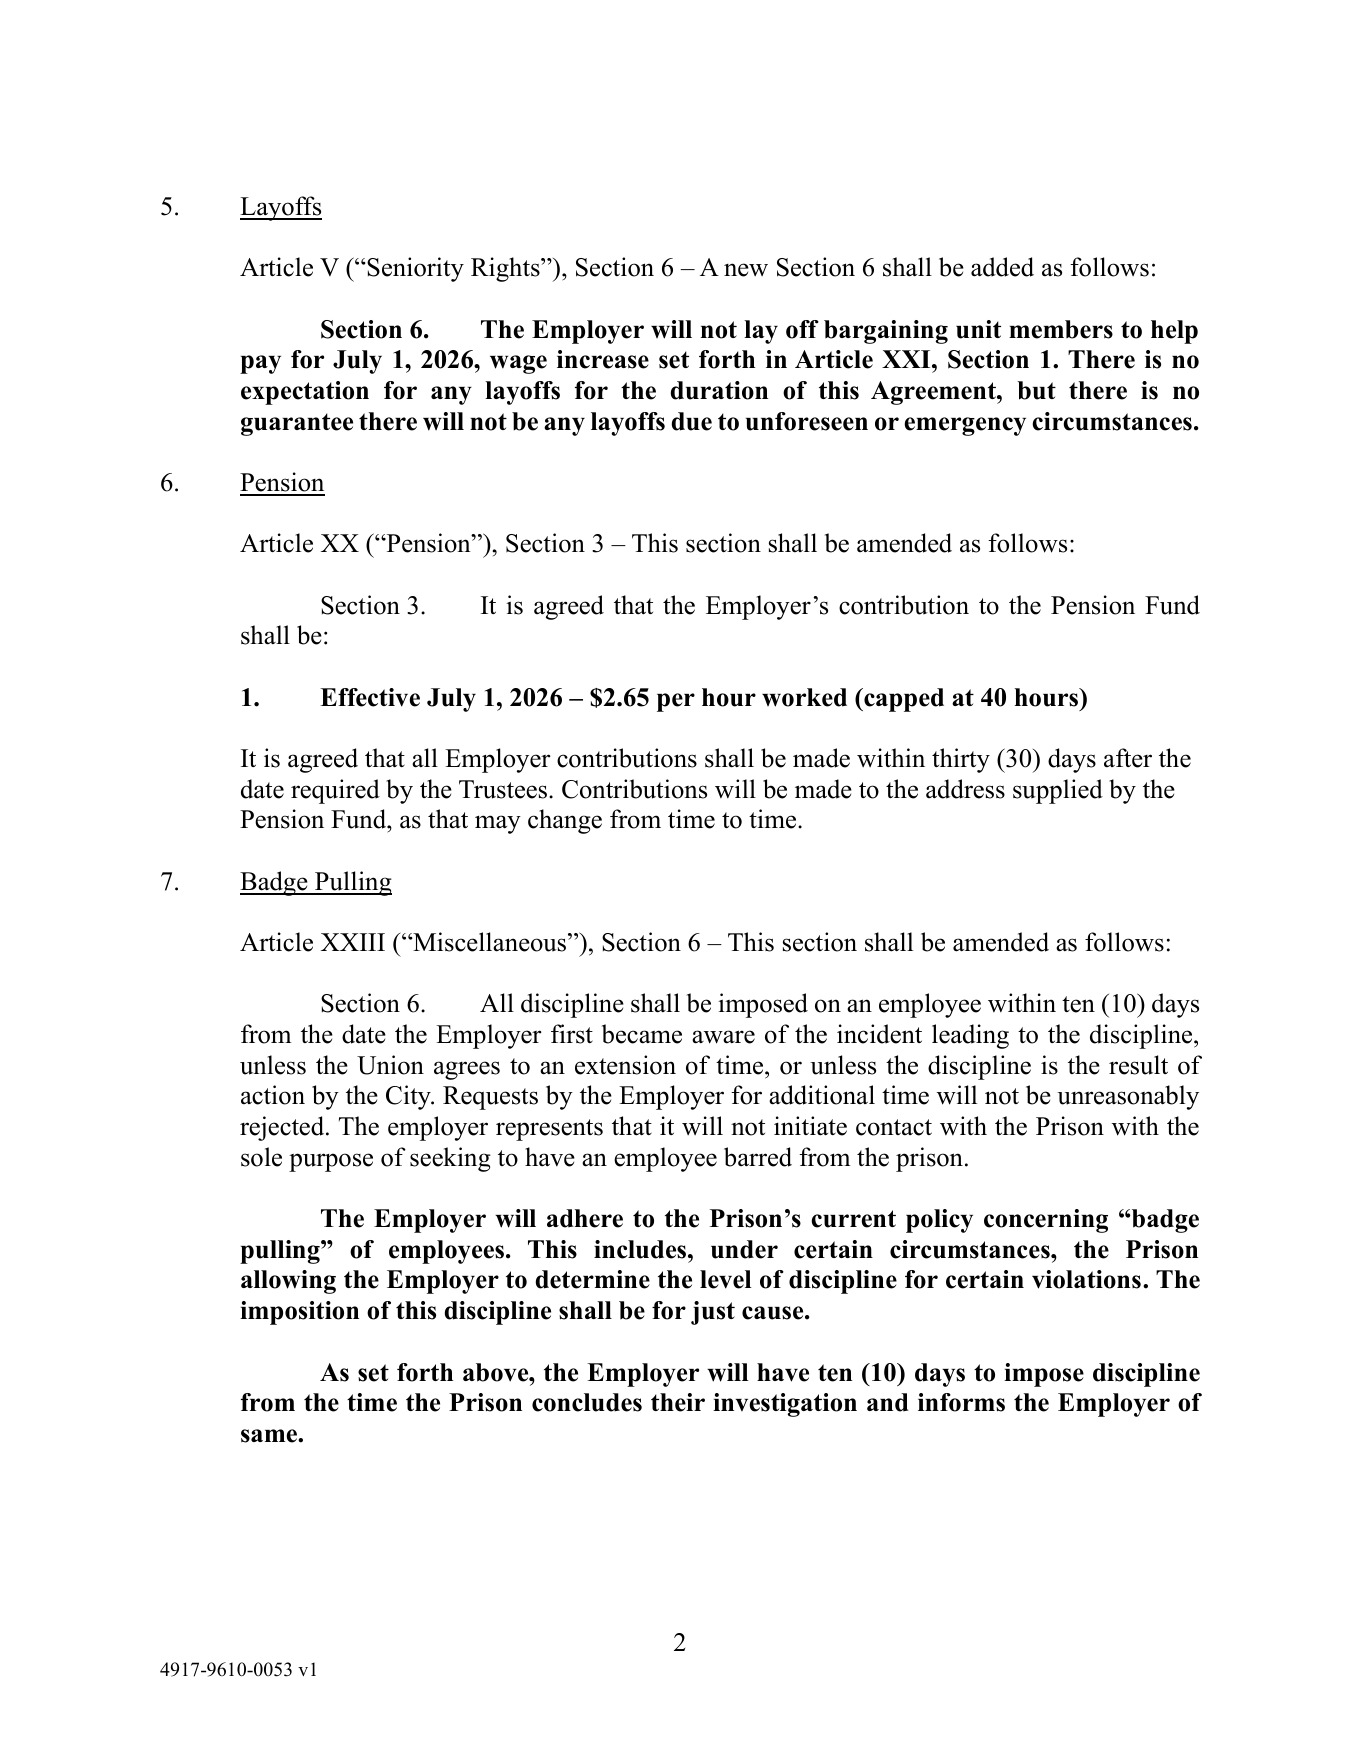 5. Layoffs
Article V (“Seniority Rights”), Section 6 – A new Section 6 shall be added as follows:
Section 6. The Employer will not lay off bargaining unit members to help
pay for July 1, 2026, wage increase set forth in Article XXI, Section 1. There is no
expectation for any layoffs for the duration of this Agreement, but there is no
guarantee there will not be any layoffs due to unforeseen or emergency circumstances.
6. Pension
Article XX (“Pension”), Section 3 – This section shall be amended as follows:
Section 3. It is agreed that the Employer’s contribution to the Pension Fund
shall be:
1. Effective July 1, 2026 – $2.65 per hour worked (capped at 40 hours)
It is agreed that all Employer contributions shall be made within thirty (30) days after the
date required by the Trustees. Contributions will be made to the address supplied by the
Pension Fund, as that may change from time to time.
7. Badge Pulling
Article XXIII (“Miscellaneous”), Section 6 – This section shall be amended as follows:
Section 6. All discipline shall be imposed on an employee within ten (10) days
from the date the Employer first became aware of the incident leading to the discipline,
unless the Union agrees to an extension of time, or unless the discipline is the result of
action by the City. Requests by the Employer for additional time will not be unreasonably
rejected. The employer represents that it will not initiate contact with the Prison with the
sole purpose of seeking to have an employee barred from the prison.
The Employer will adhere to the Prison’s current policy concerning “badge
pulling” of employees. This includes, under certain circumstances, the Prison
allowing the Employer to determine the level of discipline for certain violations. The
imposition of this discipline shall be for just cause.
As set forth above, the Employer will have ten (10) days to impose discipline
from the time the Prison concludes their investigation and informs the Employer of
same.
2
4917-9610-0053 v1